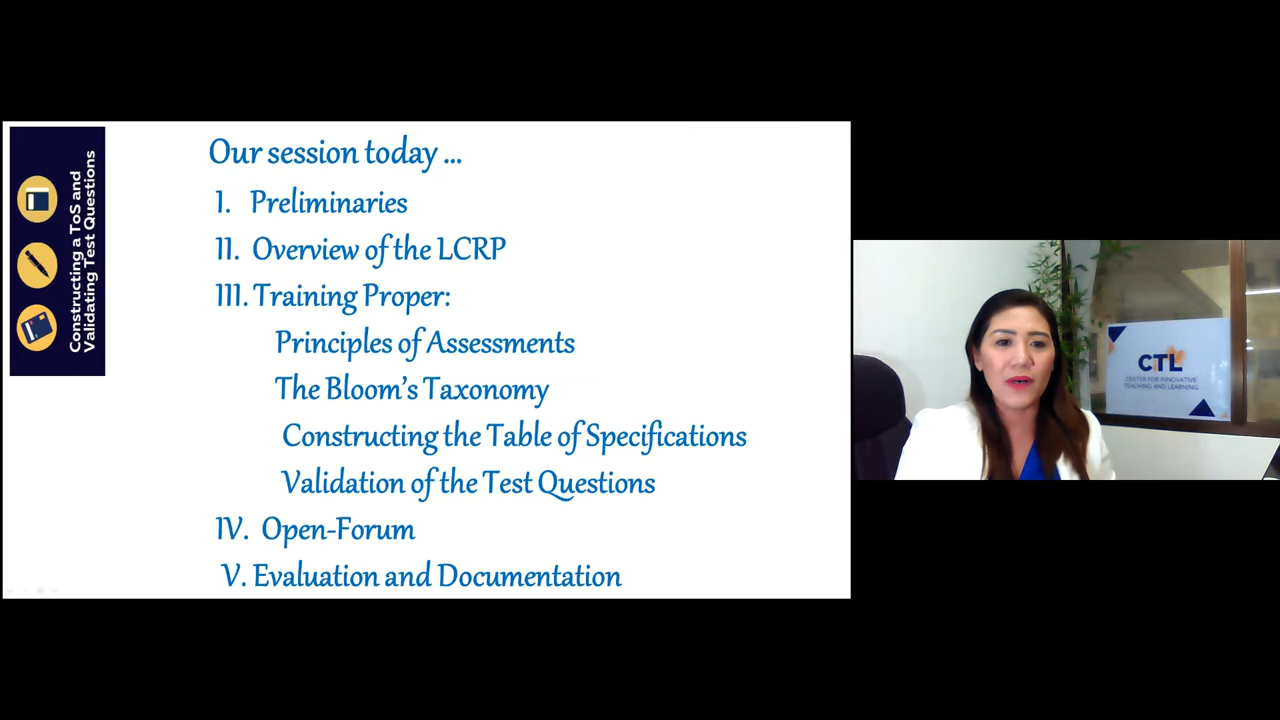 Constructing a ToS and
Validating Test Questions
Our session today ...
I. Preliminaries
II. Overview of the LCRP
III. Training Proper:
Principles of Assessments
The Bloom's Taxonomy
Constructing the Table of Specifications
Validation of the Test Questions
IV. Open-Forum
V. Evaluation and Documentation
CiTL
CENTER FOR INNOVATIVE
TEACHING AND LEARNING